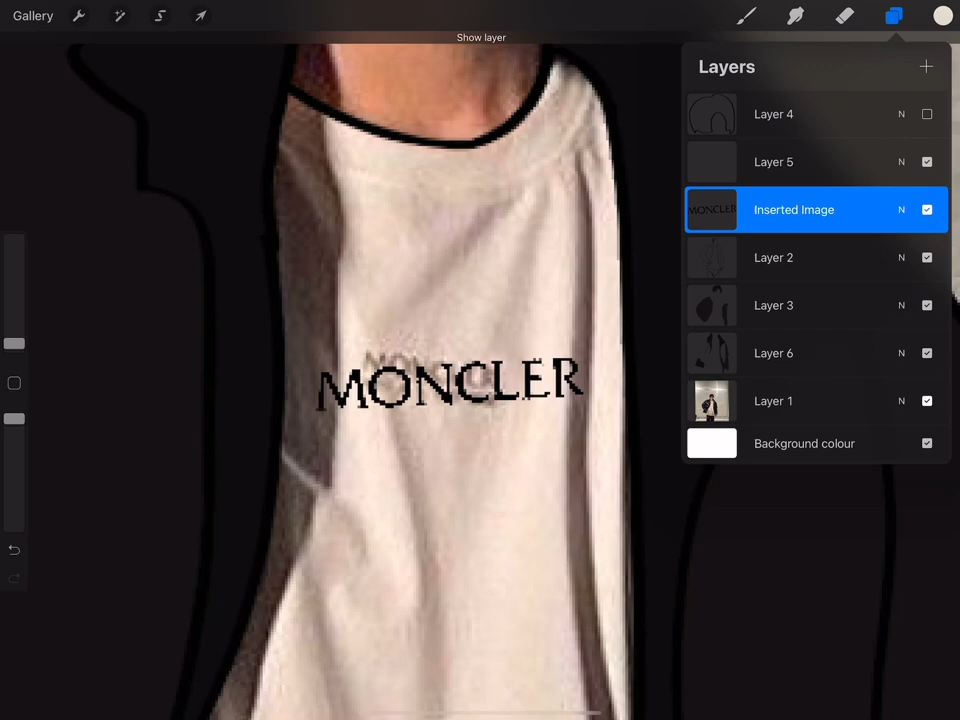 Gallery
Show layer
Layers
Layer 4 N
Layer 5 N
MONCLER Inserted Image N
Layer 2 N
Layer 3 N
Layer 6 N
Layer 1 N
Background colour
MONCLER